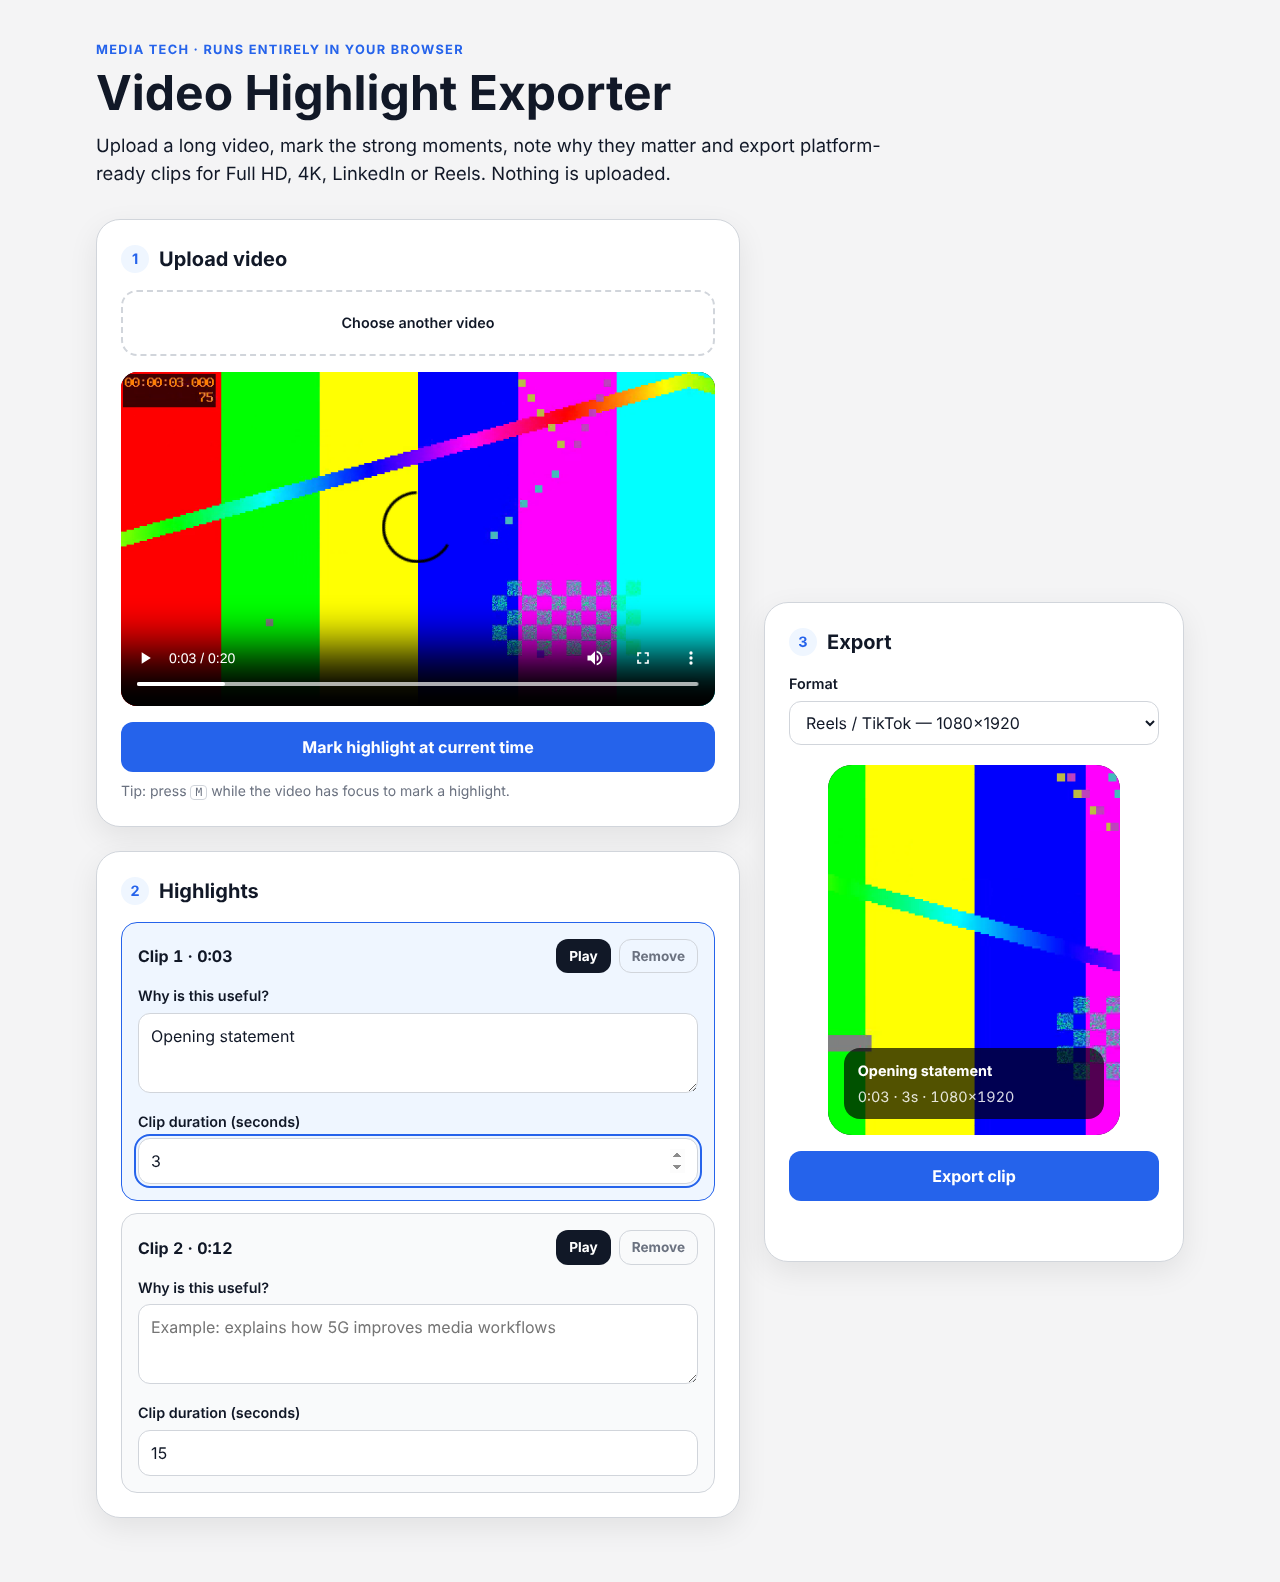 MEDIA TECH · RUNS ENTIRELY IN YOUR BROWSER
Video Highlight Exporter
Upload a long video, mark the strong moments, note why they matter and export platform-
ready clips for Full HD, 4K, LinkedIn or Reels. Nothing is uploaded.
1 Upload video
Choose another video
00:00:03.000
75
0:03 / 0:20
Mark highlight at current time
Tip: press M while the video has focus to mark a highlight.
2 Highlights
Clip 1 · 0:03 Play Remove
Why is this useful?
Opening statement
Clip duration (seconds)
3
Clip 2 · 0:12 Play Remove
Why is this useful?
Example: explains how 5G improves media workflows
Clip duration (seconds)
15
3 Export
Format
Reels / TikTok — 1080×1920
Opening statement
0:03 · 3s · 1080×1920
Export clip